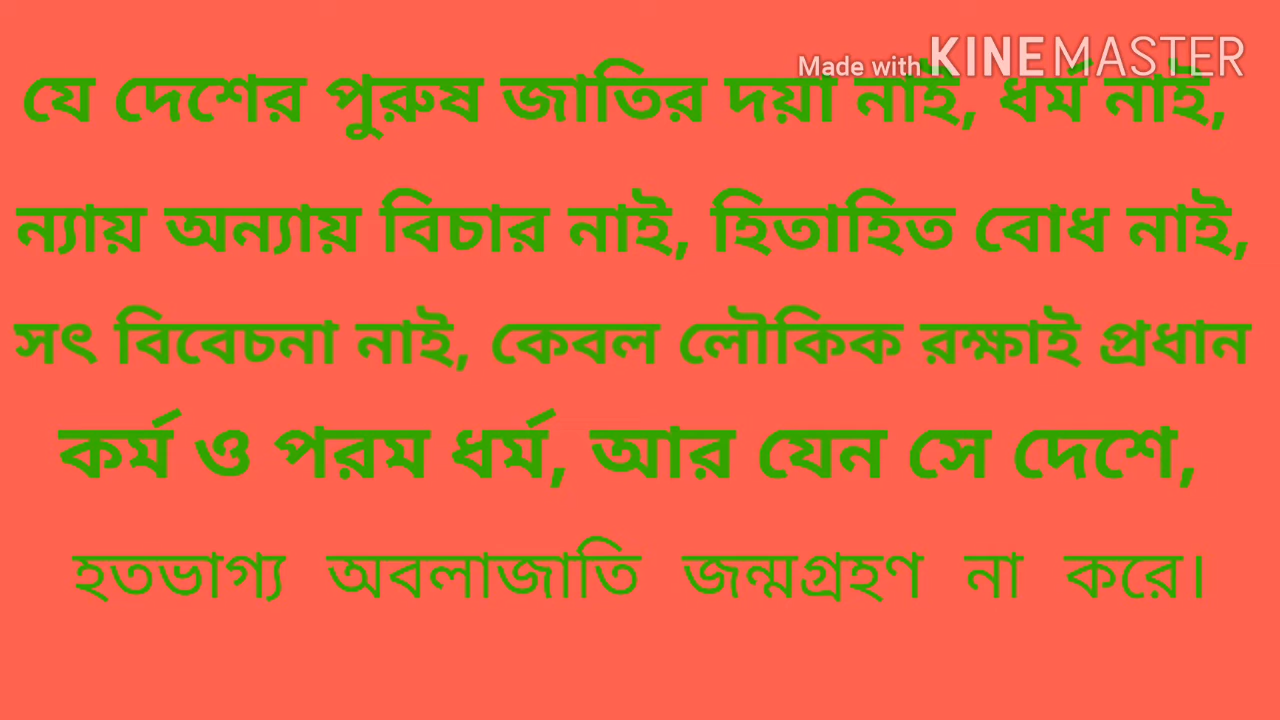 Made with KINEMASTER
যে দেশের পুরুষ জাতির দয়া নাই, ধর্ম নাই,
ন্যায় অন্যায় বিচার নাই, হিতাহিত বোধ নাই,
সৎ বিবেচনা নাই, কেবল লৌকিক রক্ষাই প্রধান
কর্ম ও পরম ধর্ম, আর যেন সে দেশে,
হতভাগ্য অবলাজাতি জন্মগ্রহণ না করে।